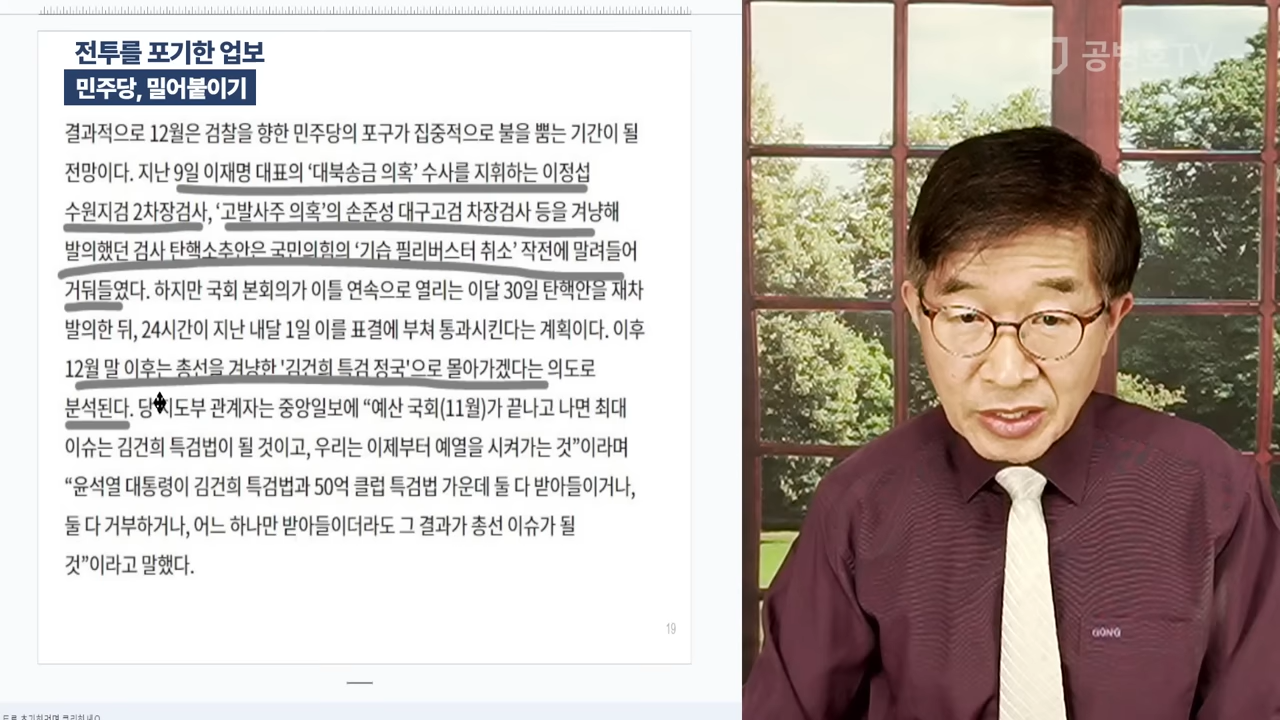 전투를 포기한 업보
민주당, 밀어붙이기
공병호TV
결과적으로 12월은 검찰을 향한 민주당의 포구가 집중적으로 불을 뿜는 기간이 될
전망이다. 지난 9일 이재명 대표의 ‘대북송금 의혹’ 수사를 지휘하는 이정섭
수원지검 2차장검사, ‘고발사주 의혹’의 손준성 대구고검 차장검사 등을 겨냥해
발의했던 검사 탄핵소추안은 국민의힘의 ‘기습 필리버스터 취소’ 작전에 말려들어
거둬들였다. 하지만 국회 본회의가 이틀 연속으로 열리는 이달 30일 탄핵안을 재차
발의한 뒤, 24시간이 지난 내달 1일 이를 표결에 부쳐 통과시킨다는 계획이다. 이후
12월 말 이후는 총선을 겨냥한 '김건희 특검 정국'으로 몰아가겠다는 의도로
분석된다. 당 지도부 관계자는 중앙일보에 “예산 국회(11월)가 끝나고 나면 최대
이슈는 김건희 특검법이 될 것이고, 우리는 이제부터 예열을 시켜가는 것”이라며
“윤석열 대통령이 김건희 특검법과 50억 클럽 특검법 가운데 둘 다 받아들이거나,
둘 다 거부하거나, 어느 하나만 받아들이더라도 그 결과가 총선 이슈가 될
것”이라고 말했다.
19
GONG